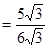 = 5√3 / 6√3